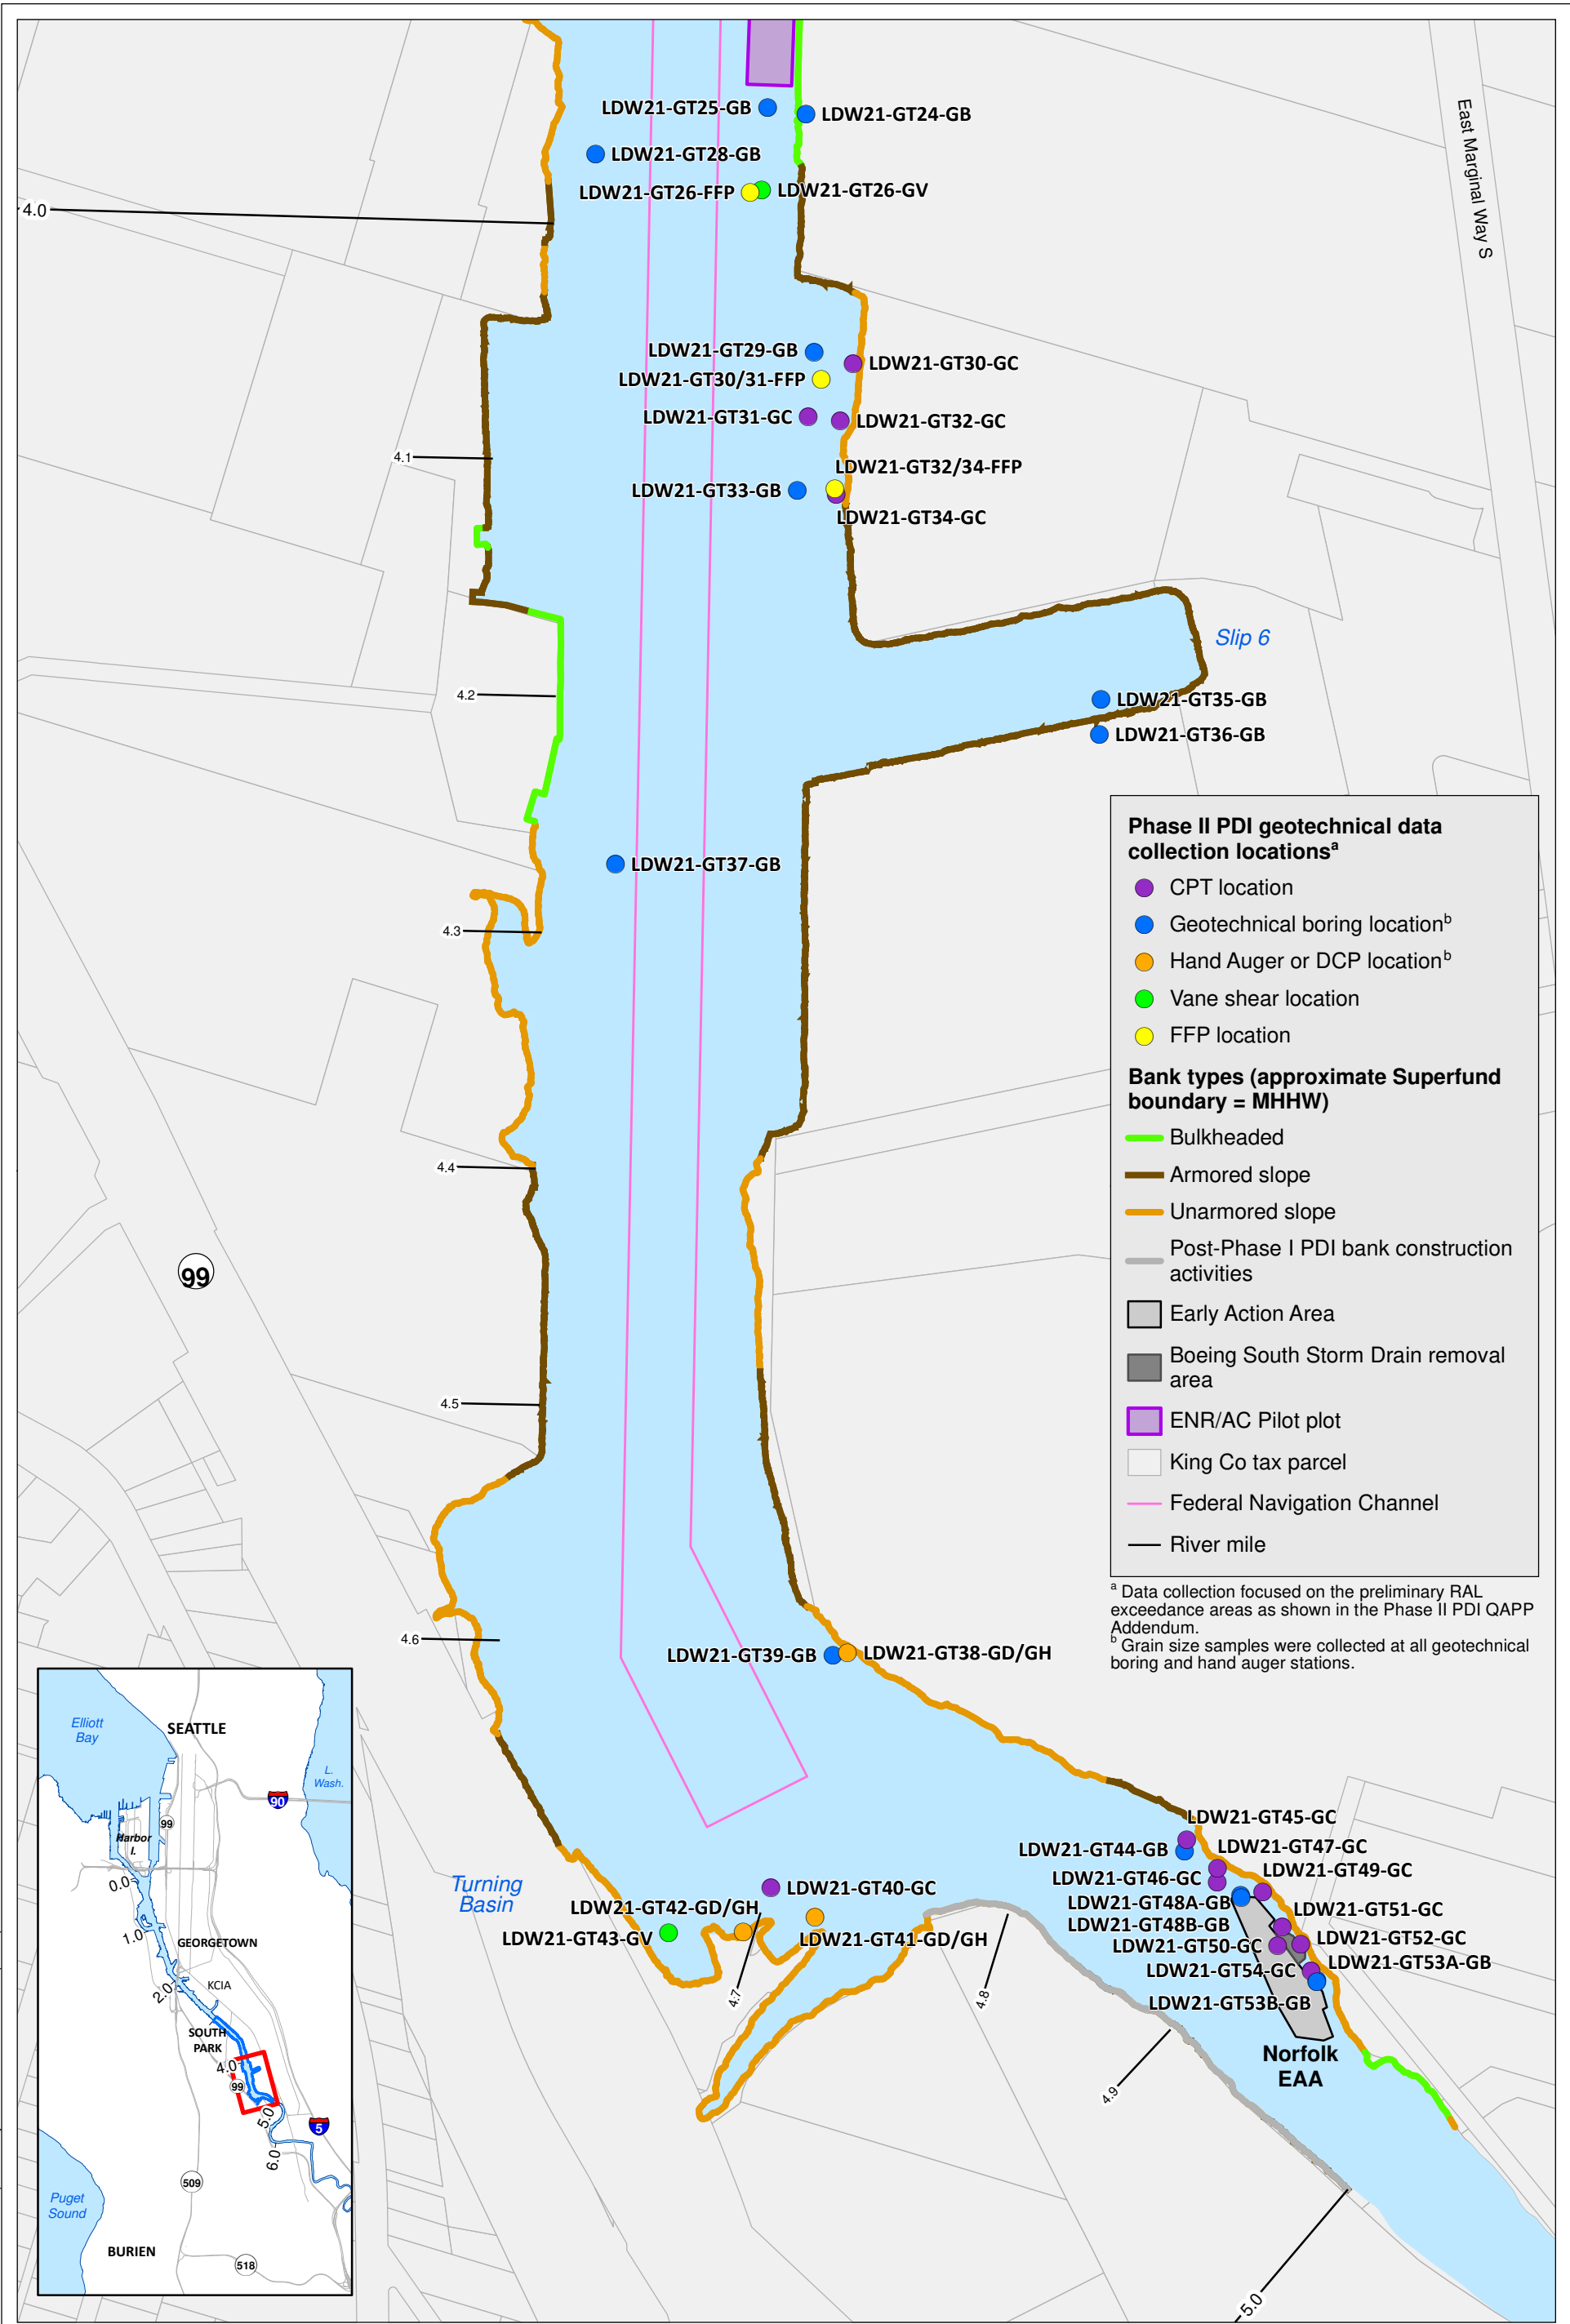 LDW21-GT25-GB
LDW21-GT24-GB
LDW21-GT28-GB
LDW21-GT26-FFP
LDW21-GT26-GV
East Marginal Way S
4.0
LDW21-GT29-GB
LDW21-GT30-GC
LDW21-GT30/31-FFP
LDW21-GT31-GC
LDW21-GT32-GC
4.1
LDW21-GT32/34-FFP
LDW21-GT33-GB
LDW21-GT34-GC
Slip 6
4.2
LDW21-GT35-GB
LDW21-GT36-GB
LDW21-GT37-GB
4.3
4.4
99
4.5
4.6
LDW21-GT39-GB
LDW21-GT38-GD/GH
Phase II PDI geotechnical data
collection locationsa
CPT location
Geotechnical boring locationb
Hand Auger or DCP locationb
Vane shear location
FFP location
Bank types (approximate Superfund
boundary = MHHW)
Bulkheaded
Armored slope
Unarmored slope
Post-Phase I PDI bank construction
activities
Early Action Area
Boeing South Storm Drain removal
area
ENR/AC Pilot plot
King Co tax parcel
Federal Navigation Channel
River mile
a Data collection focused on the preliminary RAL
exceedance areas as shown in the Phase II PDI QAPP
Addendum.
b Grain size samples were collected at all geotechnical
boring and hand auger stations.
LDW21-GT45-GC
LDW21-GT44-GB
LDW21-GT47-GC
LDW21-GT46-GC
LDW21-GT49-GC
LDW21-GT48A-GB
LDW21-GT51-GC
LDW21-GT48B-GB
LDW21-GT52-GC
LDW21-GT50-GC
LDW21-GT53A-GB
LDW21-GT54-GC
LDW21-GT53B-GB
Norfolk
EAA
Turning
Basin
LDW21-GT40-GC
LDW21-GT42-GD/GH
LDW21-GT43-GV
LDW21-GT41-GD/GH
4.7
4.8
4.9
5.0
Elliott
Bay
SEATTLE
L.
Wash.
90
99
Harbor
I.
0.0
1.0
GEORGETOWN
KCIA
2.0
SOUTH
PARK
4.0
99
5.0
5
6.0
509
Puget
Sound
BURIEN
518